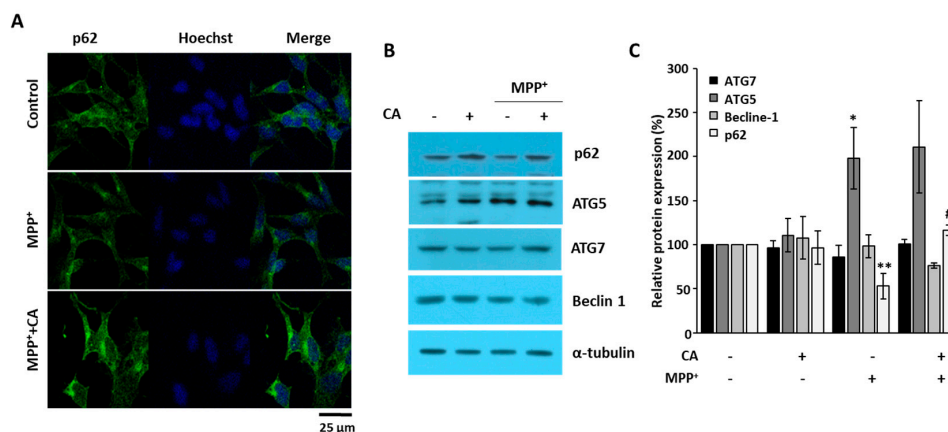 A
p62 Hoechst Merge
Control
MPP⁺
MPP⁺+CA
25 µm
B
MPP⁺
CA - + - +
p62
ATG5
ATG7
Beclin 1
α-tubulin
C
Relative protein expression (%)
300
250
200
150
100
50
0
ATG7
ATG5
Becline-1
p62
*
**
#
CA - + - +
MPP⁺ - - + +